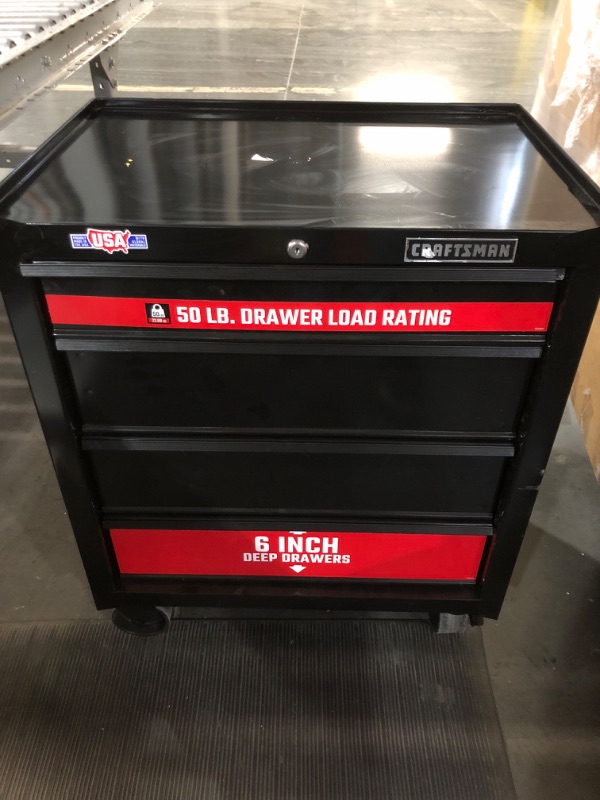 USA
CRAFTSMAN
50 LB. DRAWER LOAD RATING
6 INCH
DEEP DRAWERS